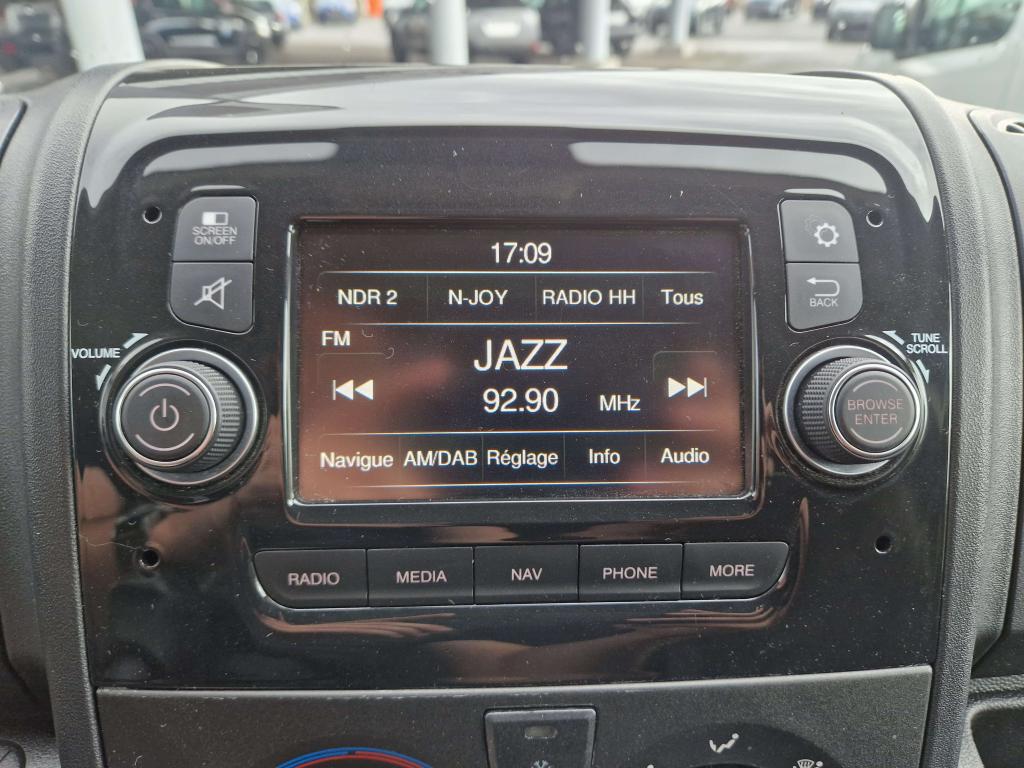 SCREEN
ON/OFF
17:09
NDR 2 N-JOY RADIO HH Tous
BACK
VOLUME
TUNE
SCROLL
FM
JAZZ
92.90 MHz
BROWSE
ENTER
Navigue AM/DAB Réglage Info Audio
RADIO MEDIA NAV PHONE MORE